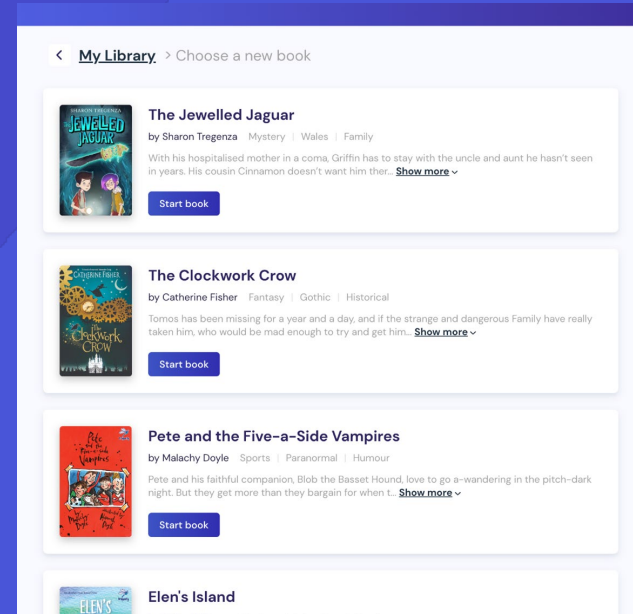 < My Library > Choose a new book
SHARON TREGENZA
JEWELLED
JAGUAR
The Jewelled Jaguar
by Sharon Tregenza Mystery | Wales | Family
With his hospitalised mother in a coma, Griffin has to stay with the uncle and aunt he hasn't seen
in years. His cousin Cinnamon doesn't want him ther... Show more
Start book
CATHERINE FISHER
The
Clockwork
CROW
The Clockwork Crow
by Catherine Fisher Fantasy | Gothic | Historical
Tomos has been missing for a year and a day, and if the strange and dangerous Family have really
taken him, who would be mad enough to try and get him... Show more
Start book
Pete
and the
Five-a-side
Vampires
Malachy
Doyle
Pete and the Five-a-Side Vampires
by Malachy Doyle Sports | Paranormal | Humour
Pete and his faithful companion, Blob the Basset Hound, love to go a-wandering in the pitch-dark
night. But they get more than they bargain for when t... Show more
Start book
ELEN'S
Elen's Island